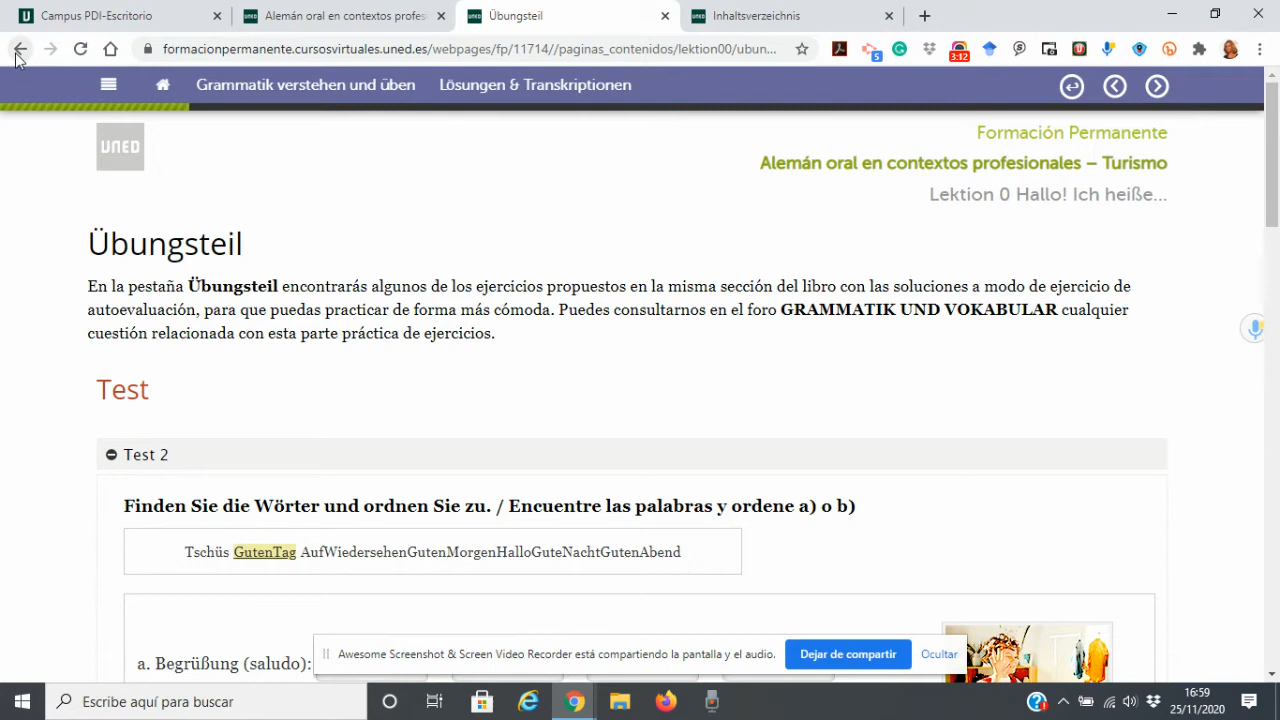 Campus PDI-Escritorio
Alemán oral en contextos profes
Übungsteil
Inhaltsverzeichnis
formacionpermanente.cursosvirtuales.uned.es/webpages/fp/11714//paginas_contenidos/lektion00/ubun...
5
3:12
Grammatik verstehen und üben
Lösungen & Transkriptionen
UNED
Formación Permanente
Alemán oral en contextos profesionales – Turismo
Lektion 0 Hallo! Ich heiße...
Übungsteil
En la pestaña Übungsteil encontrarás algunos de los ejercicios propuestos en la misma sección del libro con las soluciones a modo de ejercicio de
autoevaluación, para que puedas practicar de forma más cómoda. Puedes consultarnos en el foro GRAMMATIK UND VOKABULAR cualquier
cuestión relacionada con esta parte práctica de ejercicios.
Test
Test 2
Finden Sie die Wörter und ordnen Sie zu. / Encuentre las palabras y ordene a) o b)
Tschüs GutenTag AufWiedersehenGutenMorgenHalloGuteNachtGutenAbend
a. Begrüßung (saludo):
Awesome Screenshot & Screen Video Recorder está compartiendo la pantalla y el audio.
Dejar de compartir
Ocultar
Escribe aquí para buscar
16:59
25/11/2020